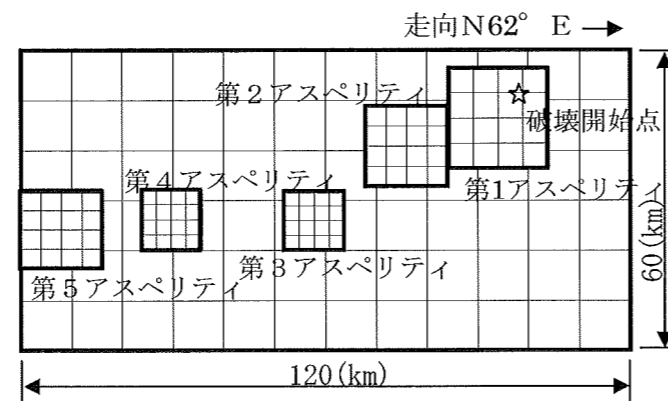 走向N62° E
第2アスペリティ
破壊開始点
第4アスペリティ
第1アスペリティ
第3アスペリティ
第5アスペリティ
60(km)
120(km)